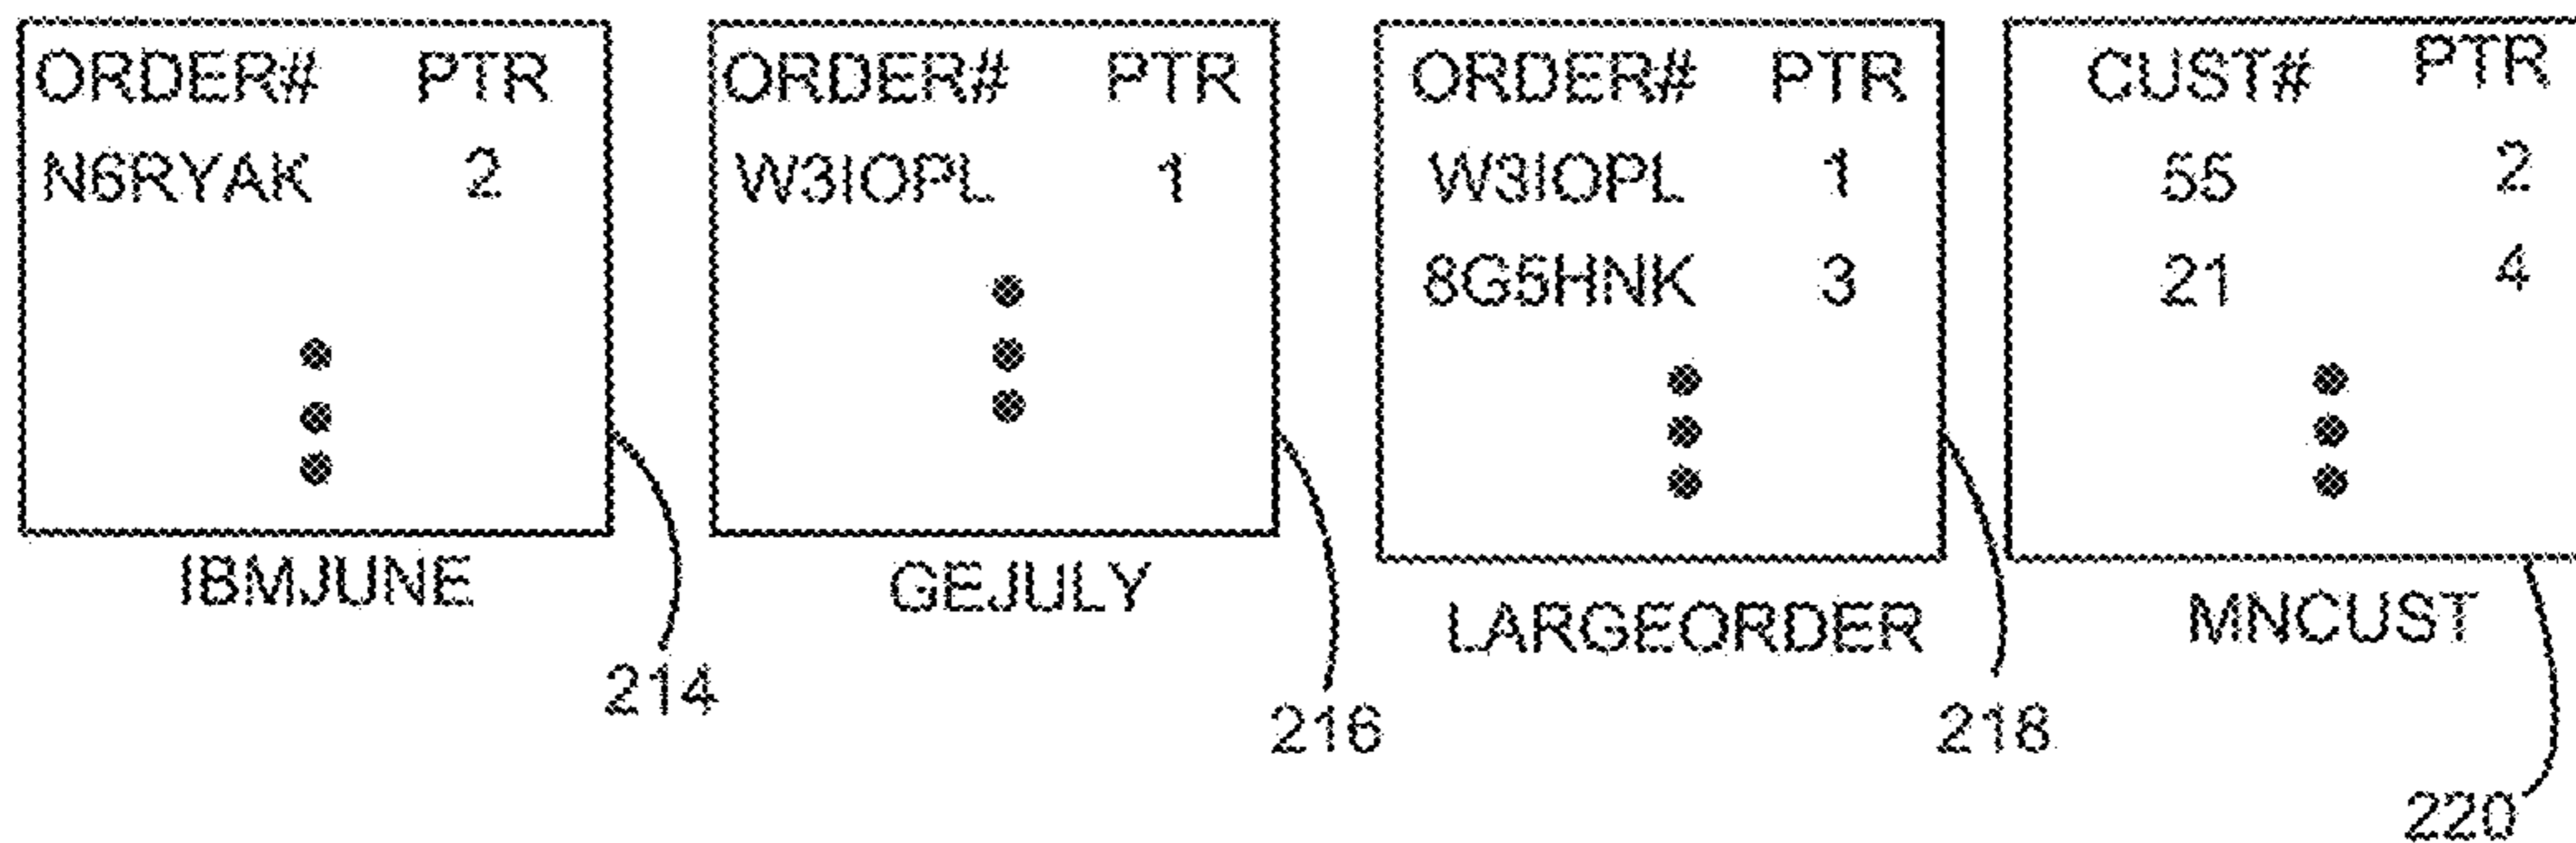 ORDER# PTR
N6RYAK 2
IBMJUNE
214
ORDER# PTR
W3IOPL 1
GEJULY
216
ORDER# PTR
W3IOPL 1
8G5HNK 3
LARGEORDER
218
CUST# PTR
55 2
21 4
MNCUST
220